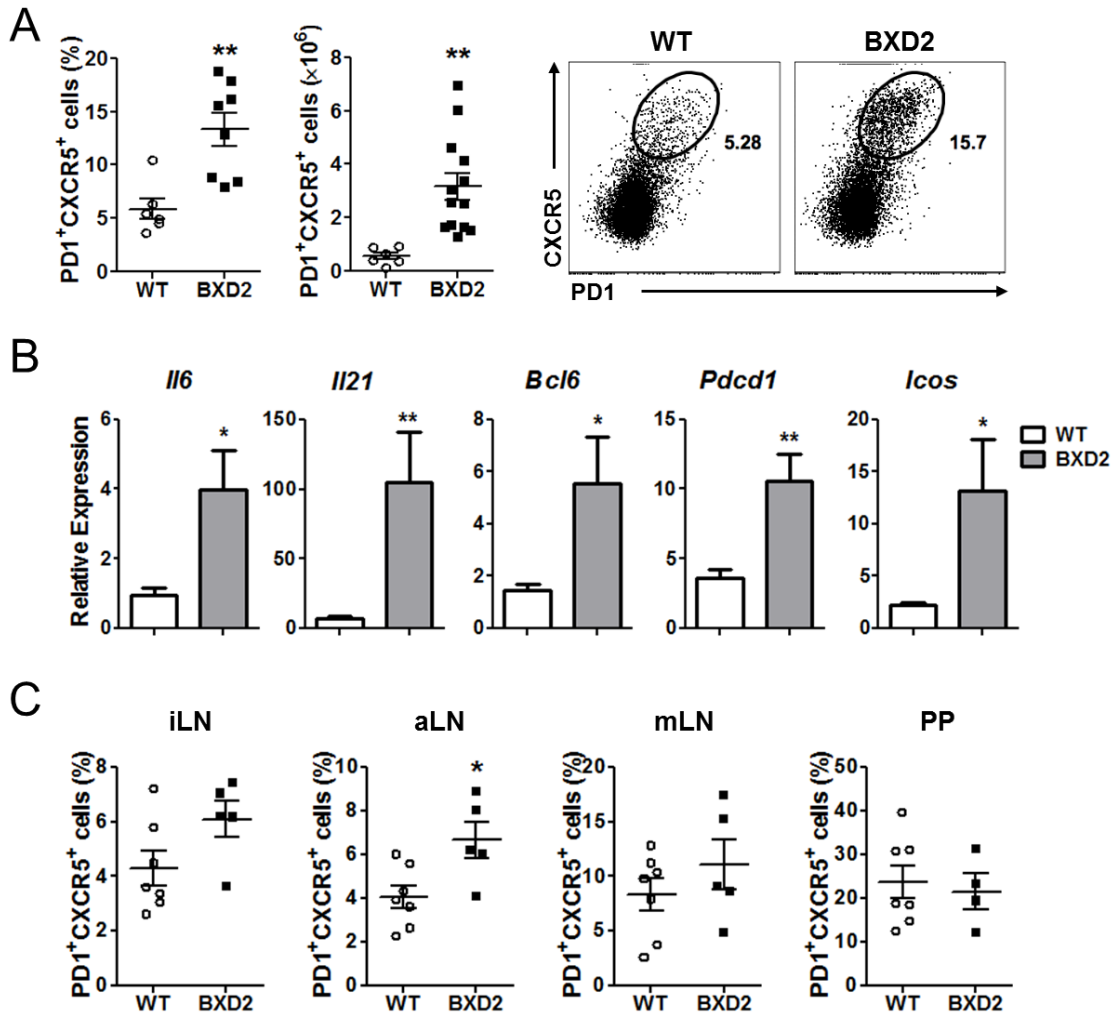 A
PD1+CXCR5+ cells (%)
20
15
10
5
0
WT
BXD2
**
PD1+CXCR5+ cells (×10⁶)
8
6
4
2
0
WT
BXD2
**
WT
BXD2
CXCR5
5.28
15.7
PD1
B
Relative Expression
Il6
6
4
2
0
*
Il21
150
100
50
0
**
Bcl6
8
6
4
2
0
*
Pdcd1
15
10
5
0
**
Icos
20
15
10
5
0
*
WT
BXD2
C
iLN
PD1+CXCR5+ cells (%)
8
6
4
2
0
WT
BXD2
aLN
PD1+CXCR5+ cells (%)
10
8
6
4
2
0
*
WT
BXD2
mLN
PD1+CXCR5+ cells (%)
20
15
10
5
0
WT
BXD2
PP
PD1+CXCR5+ cells (%)
50
40
30
20
10
0
WT
BXD2